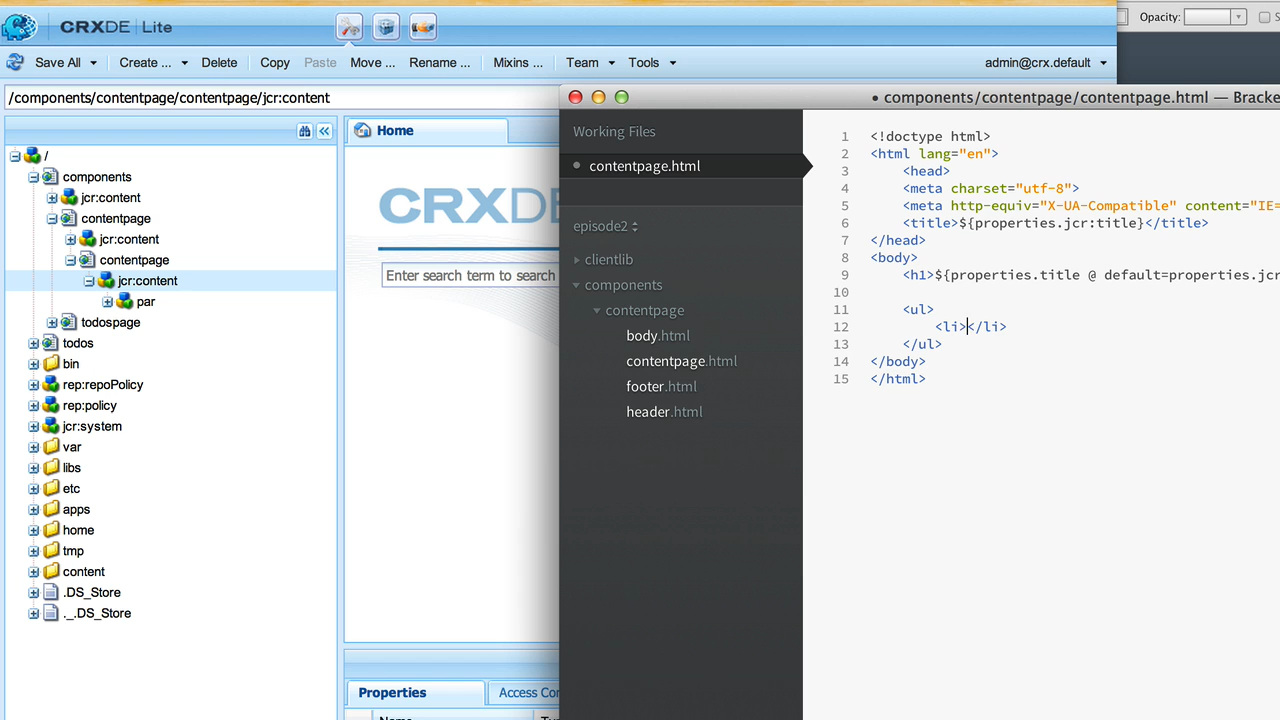 CRXDE | Lite
Opacity:
Save All Create ... Delete Copy Paste Move ... Rename ... Mixins ... Team Tools admin@crx.default
/components/contentpage/contentpage/jcr:content
Home
/
components
jcr:content
contentpage
jcr:content
contentpage
jcr:content
par
todospage
todos
bin
rep:repoPolicy
rep:policy
jcr:system
var
libs
etc
apps
home
tmp
content
.DS_Store
._.DS_Store
CRXDE
Enter search term to search
Properties
Access Con
Name
• components/contentpage/contentpage.html — Bracke
Working Files
contentpage.html
episode2
clientlib
components
contentpage
body.html
contentpage.html
footer.html
header.html
1 <!doctype html>
2 <html lang="en">
3 <head>
4 <meta charset="utf-8">
5 <meta http-equiv="X-UA-Compatible" content="IE=
6 <title>${properties.jcr:title}</title>
7 </head>
8 <body>
9 <h1>${properties.title @ default=properties.jcr
10
11 <ul>
12 <li></li>
13 </ul>
14 </body>
15 </html>